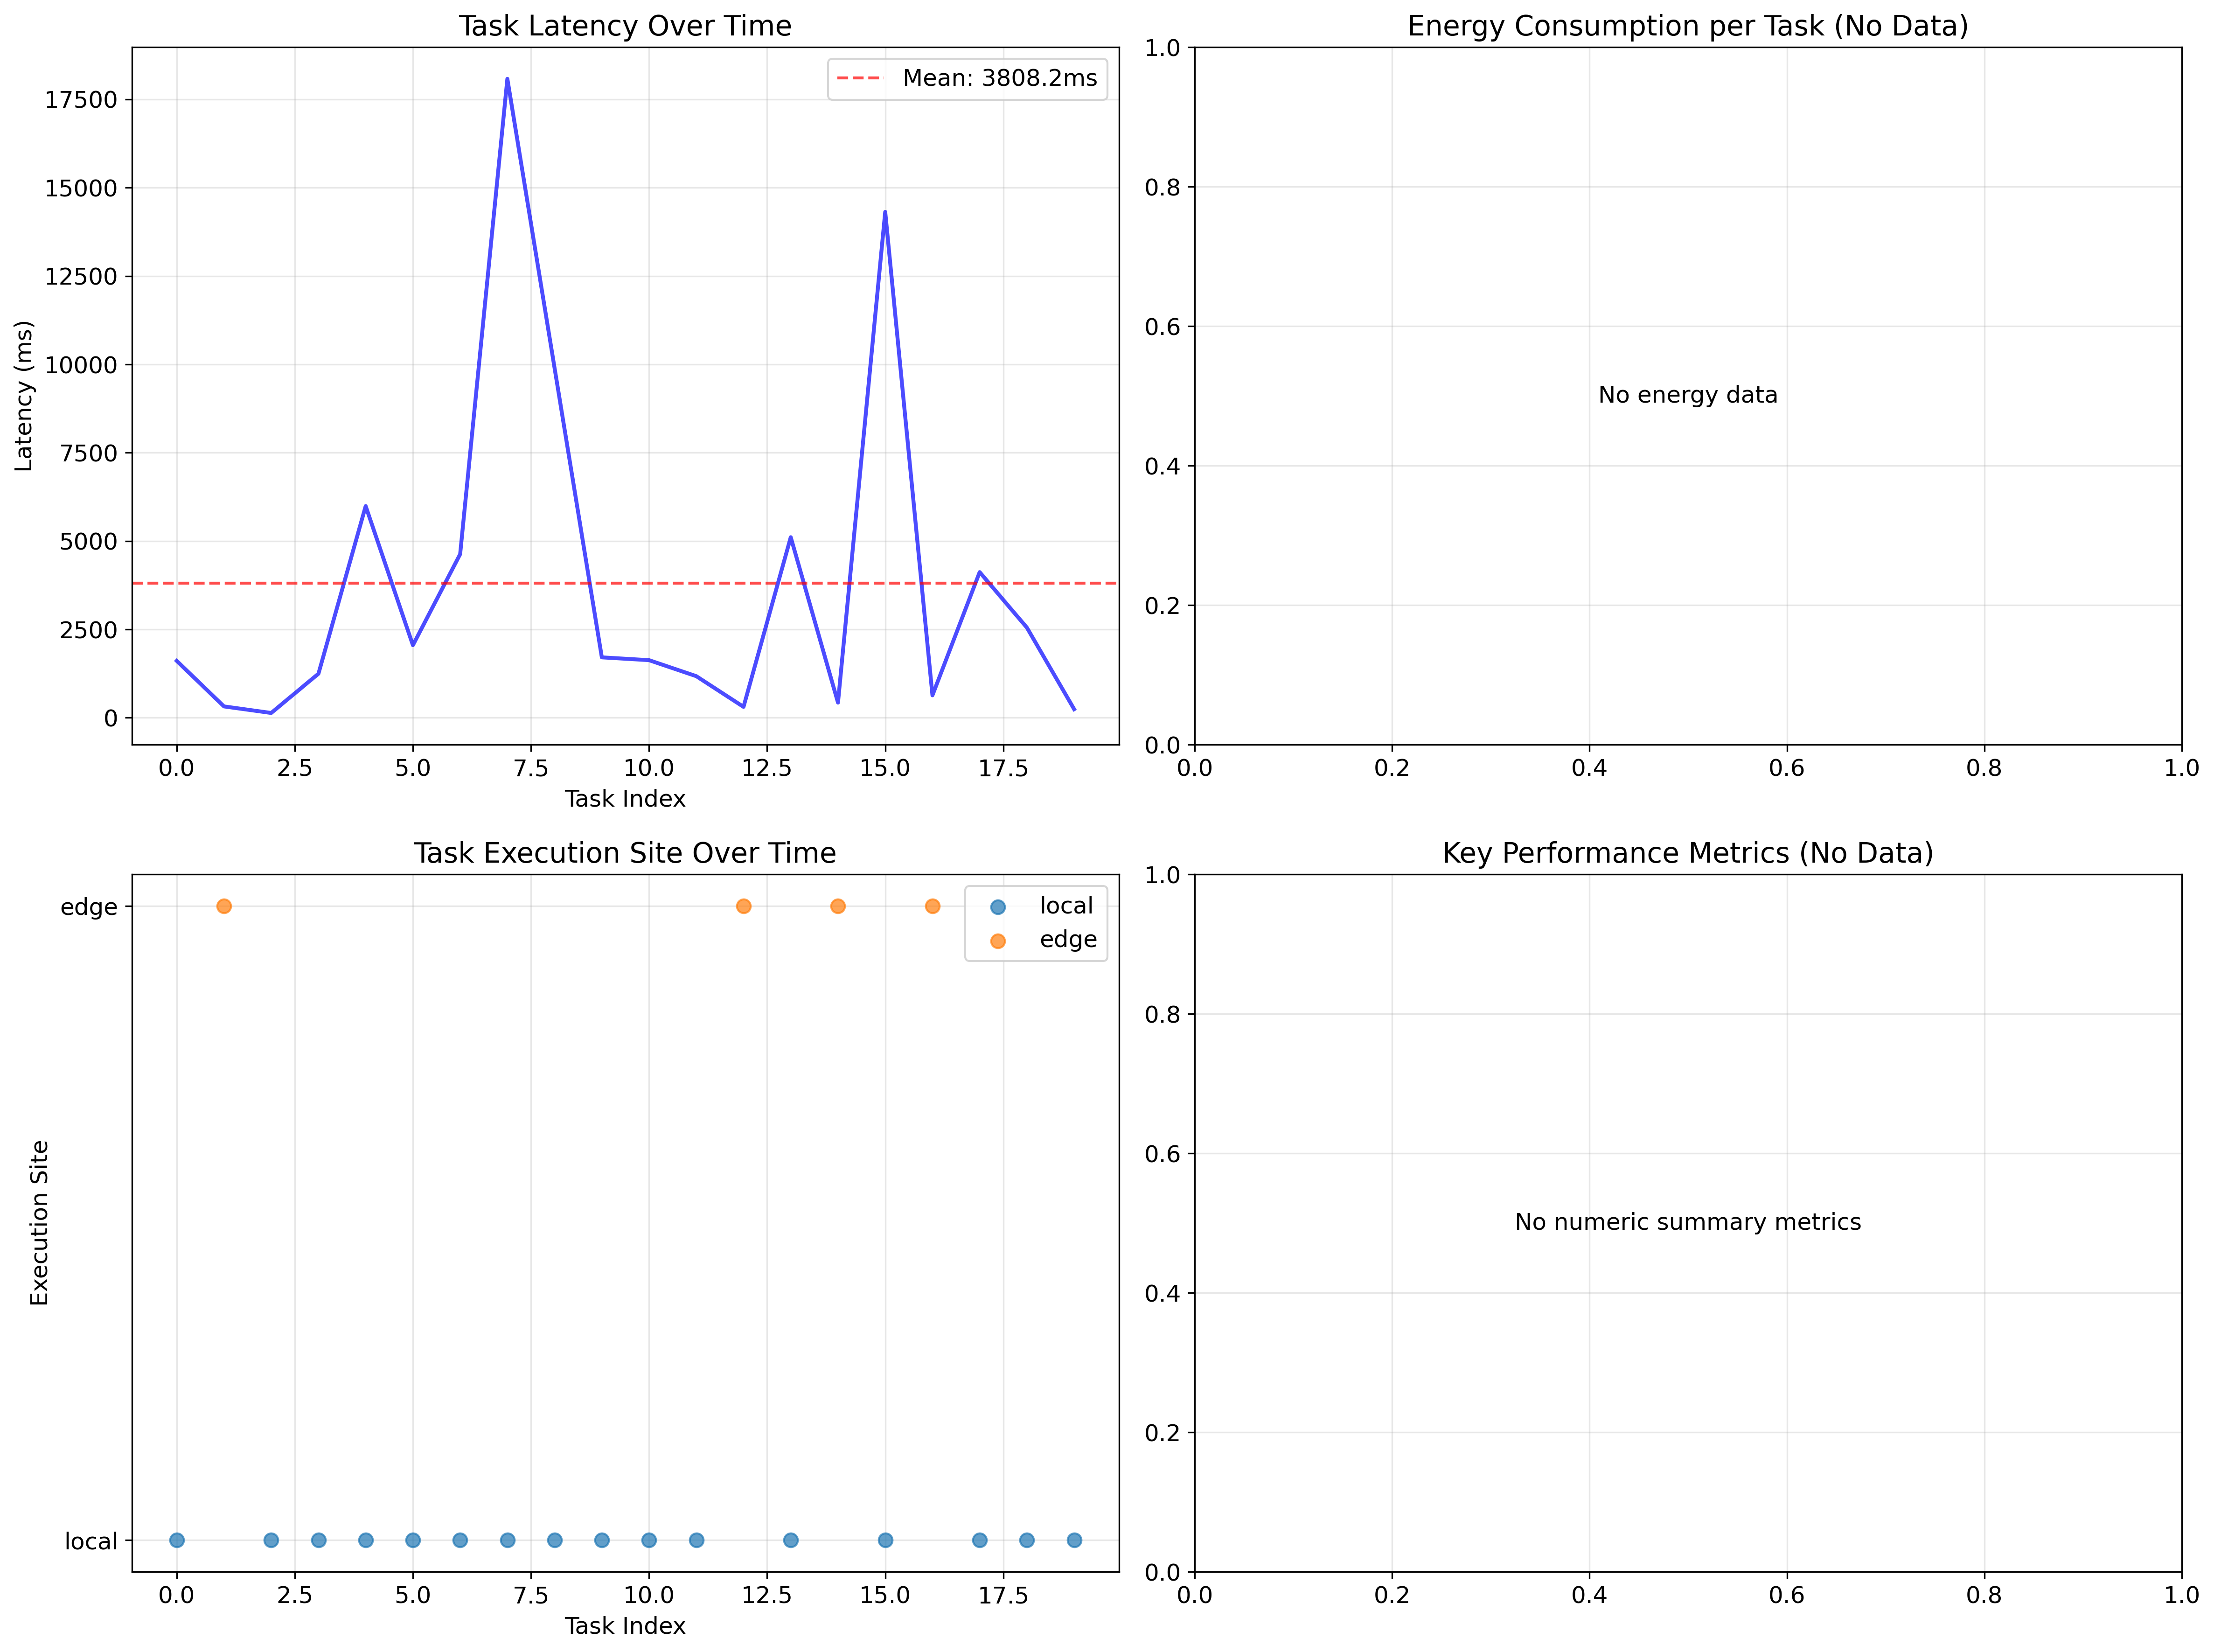 Task Latency Over Time
Mean: 3808.2ms
17500
15000
12500
10000
7500
5000
2500
0
Latency (ms)
0.0 2.5 5.0 7.5 10.0 12.5 15.0 17.5
Task Index
Energy Consumption per Task (No Data)
1.0
0.8
0.6
0.4
0.2
0.0
No energy data
0.0 0.2 0.4 0.6 0.8 1.0
Task Execution Site Over Time
local
edge
edge
local
Execution Site
0.0 2.5 5.0 7.5 10.0 12.5 15.0 17.5
Task Index
Key Performance Metrics (No Data)
1.0
0.8
0.6
0.4
0.2
0.0
No numeric summary metrics
0.0 0.2 0.4 0.6 0.8 1.0